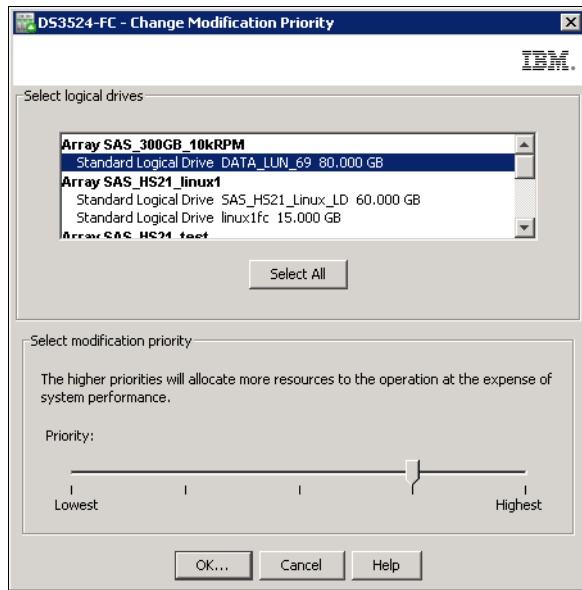 DS3524-FC - Change Modification Priority
IBM.
Select logical drives
Array SAS_300GB_10kRPM
Standard Logical Drive DATA_LUN_69 80.000 GB
Array SAS_HS21_linux1
Standard Logical Drive SAS_HS21_Linux_LD 60.000 GB
Standard Logical Drive linux1fc 15.000 GB
Array SAS_HS21_test
Select All
Select modification priority
The higher priorities will allocate more resources to the operation at the expense of
system performance.
Priority:
Lowest Highest
OK... Cancel Help